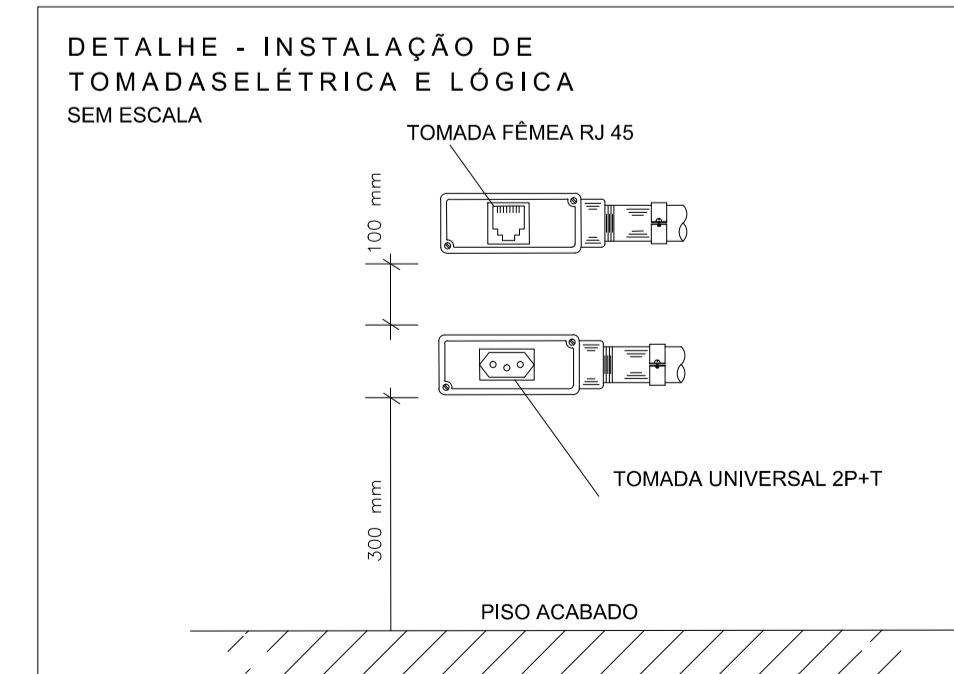 DETALHE - INSTALAÇÃO DE
TOMADASELÉTRICA E LÓGICA
SEM ESCALA
TOMADA FÊMEA RJ 45
100 mm
TOMADA UNIVERSAL 2P+T
300 mm
PISO ACABADO